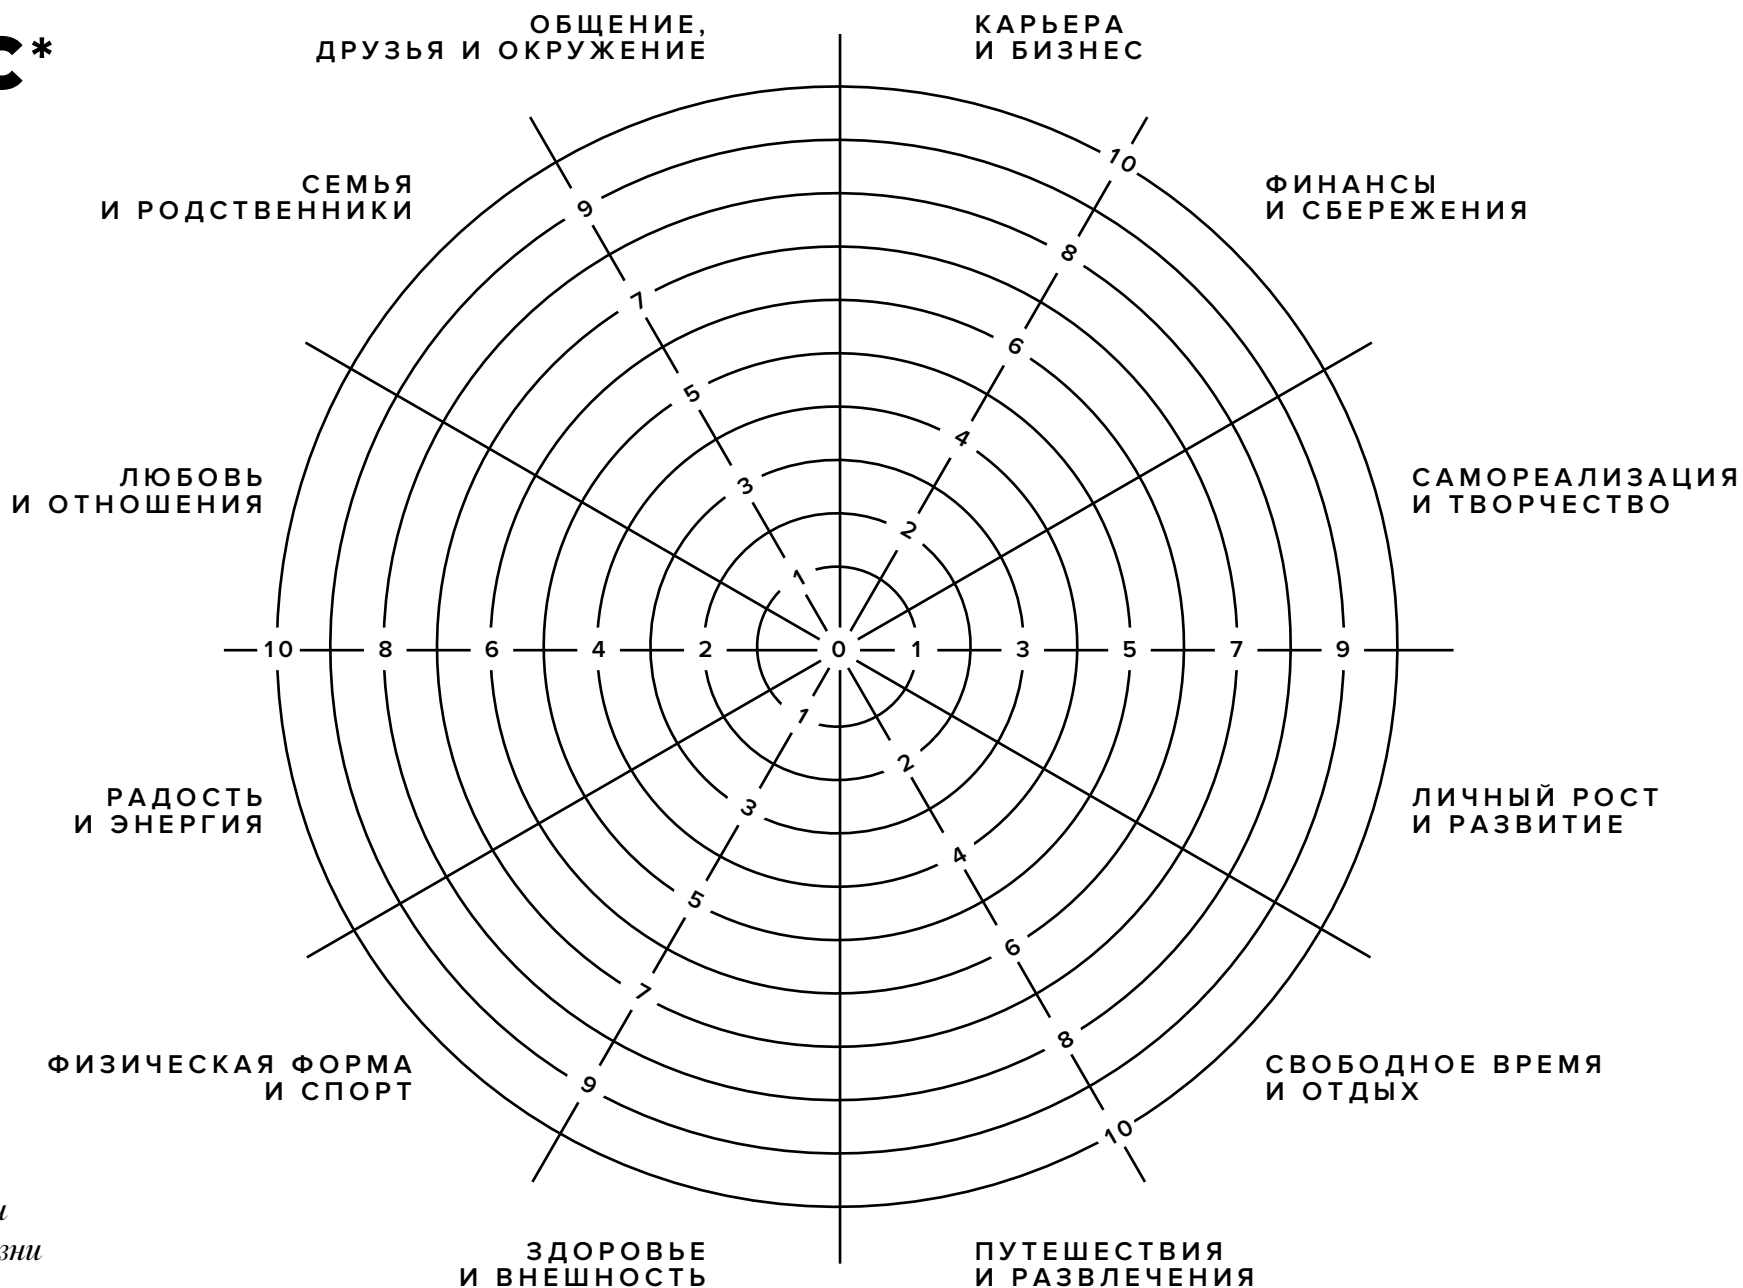 С*
ОБЩЕНИЕ,
ДРУЗЬЯ И ОКРУЖЕНИЕ
КАРЬЕРА
И БИЗНЕС
СЕМЬЯ
И РОДСТВЕННИКИ
ФИНАНСЫ
И СБЕРЕЖЕНИЯ
ЛЮБОВЬ
И ОТНОШЕНИЯ
САМОРЕАЛИЗАЦИЯ
И ТВОРЧЕСТВО
10
9
8
7
6
5
4
3
2
1
10 8 6 4 2 0 1 3 5 7 9
1
2
3
4
5
6
7
8
9
10
РАДОСТЬ
И ЭНЕРГИЯ
ЛИЧНЫЙ РОСТ
И РАЗВИТИЕ
ФИЗИЧЕСКАЯ ФОРМА
И СПОРТ
СВОБОДНОЕ ВРЕМЯ
И ОТДЫХ
ЗДОРОВЬЕ
И ВНЕШНОСТЬ
ПУТЕШЕСТВИЯ
И РАЗВЛЕЧЕНИЯ